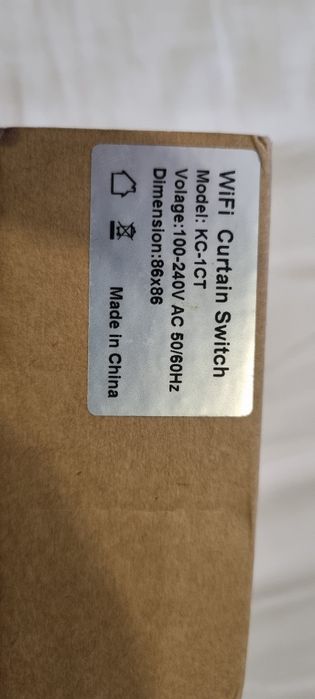 WiFi Curtain Switch
Model: KC-1CT
Volage:100-240V AC 50/60Hz
Dimension:86x86
Made in China